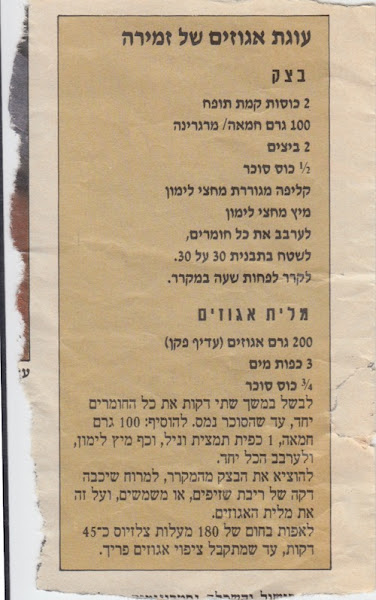 עוגת אגוזים של זמירה
בצק
2 כוסות קמת תופח
100 גרם חמאה/ מרגרינה
2 ביצים
½ כוס סוכר
קליפה מגוררת מחצי לימון
מיץ מחצי לימון
לערבב את כל חומרים,
לשטח בתבנית 30 על 30.
לקרר לפחות שעה במקרר.
מלית אגוזים
200 גרם אגוזים (עדיף פקן)
3 כפות מים
¾ כוס סוכר
לבשל במשך שתי דקות את כל החומרים
יחד, עד שהסוכר נמס. להוסיף: 100 גרם
חמאה, 1 כפית תמצית וניל, וכף מיץ לימון,
ולערבב הכל יחד.
להוציא את הבצק מהמקרר, למרוח שיכבה
דקה של ריבת שזיפים, או משמשים, ועל זה
את מלית האגוזים.
לאפות בחום של 180 מעלות צלזיוס כ־45
דקות, עד שמתקבל ציפוי אגוזים פריך.